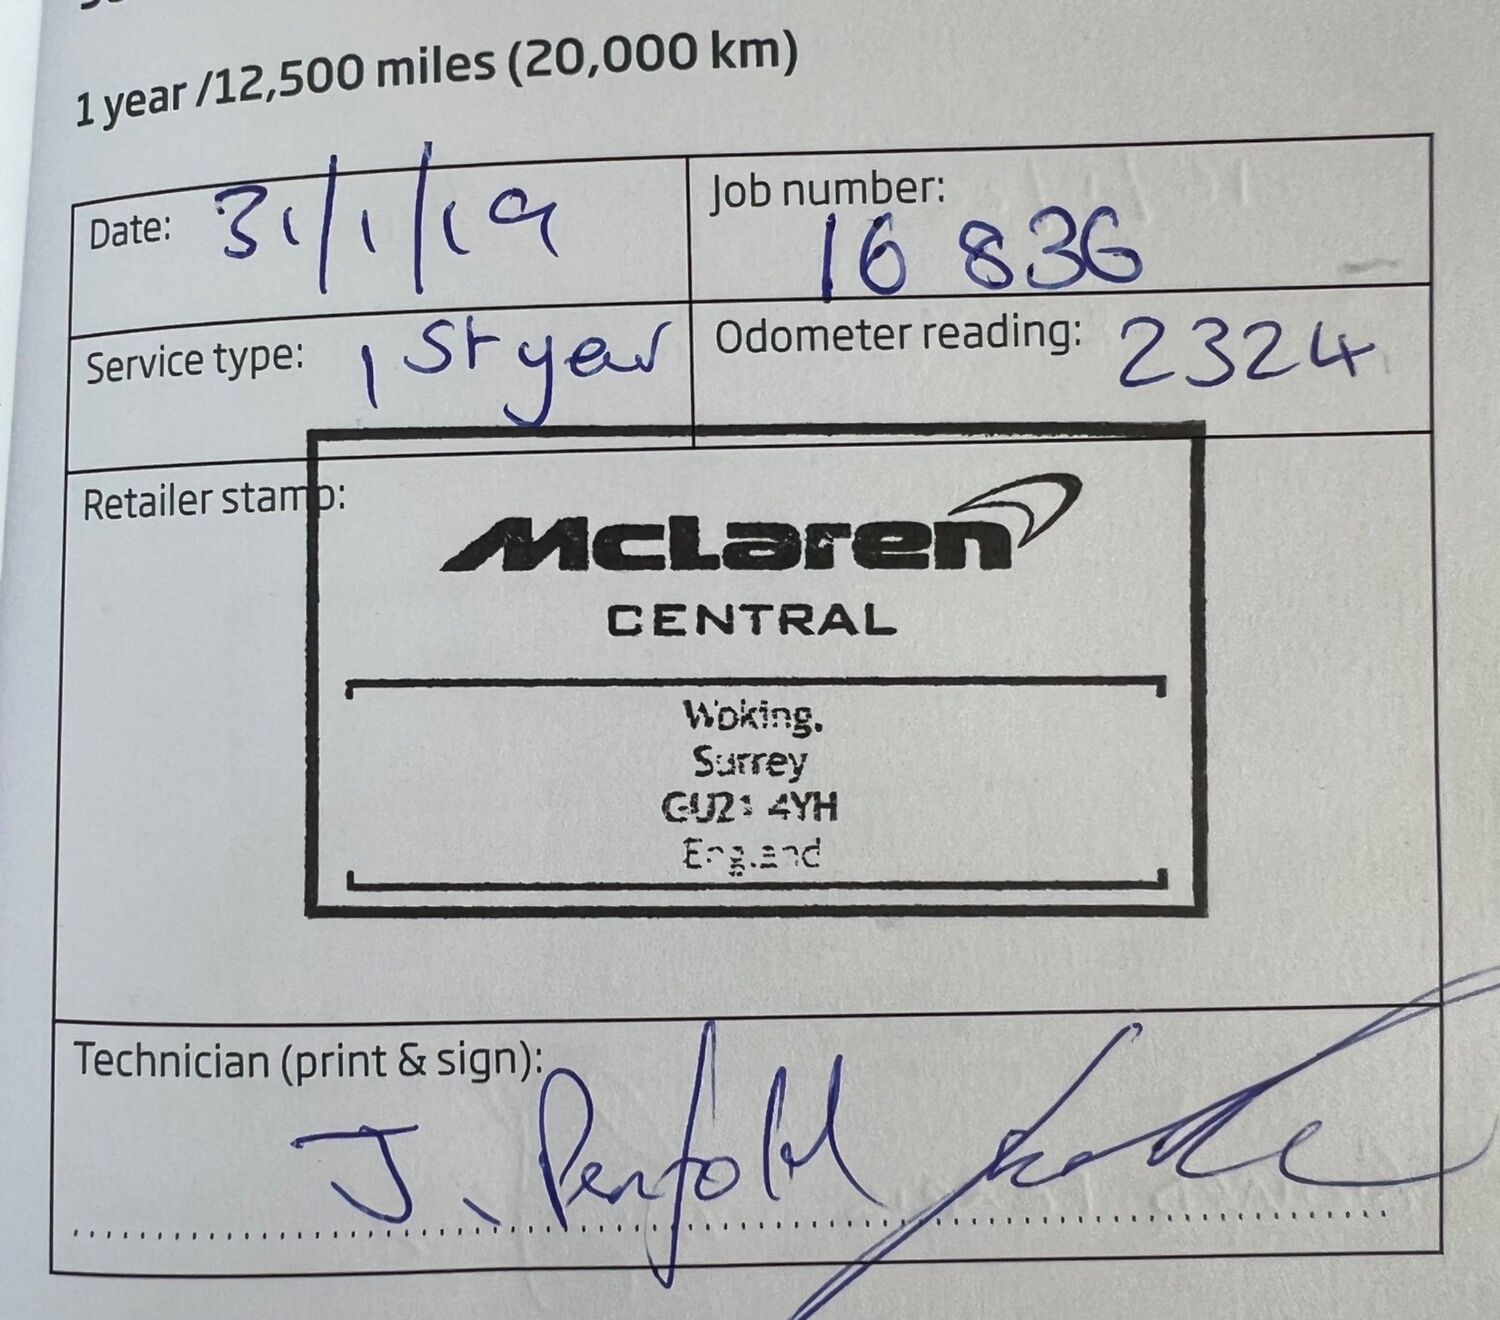 1 year /12,500 miles (20,000 km)
Date: 31/1/19
Job number: 16 836
Service type: 1st year
Odometer reading: 2324
Retailer stamp:
McLaren
CENTRAL
Woking,
Surrey
GU21 4YH
England
Technician (print & sign):
J. Penfold